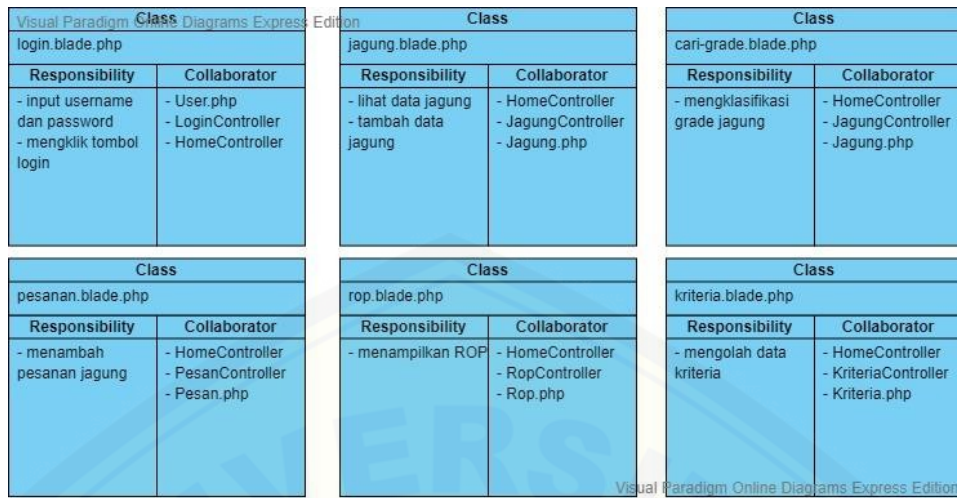 Visual Paradigm Online Diagrams Express Edition
Class
login.blade.php
Responsibility
Collaborator
- input username
dan password
- mengklik tombol
login
- User.php
- LoginController
- HomeController
Class
jagung.blade.php
Responsibility
Collaborator
- lihat data jagung
- tambah data
jagung
- HomeController
- JagungController
- Jagung.php
Class
cari-grade.blade.php
Responsibility
Collaborator
- mengklasifikasi
grade jagung
- HomeController
- JagungController
- Jagung.php
Class
pesanan.blade.php
Responsibility
Collaborator
- menambah
pesanan jagung
- HomeController
- PesanController
- Pesan.php
Class
rop.blade.php
Responsibility
Collaborator
- menampilkan ROP
- HomeController
- RopController
- Rop.php
Class
kriteria.blade.php
Responsibility
Collaborator
- mengolah data
kriteria
- HomeController
- KriteriaController
- Kriteria.php
Visual Paradigm Online Diagrams Express Edition